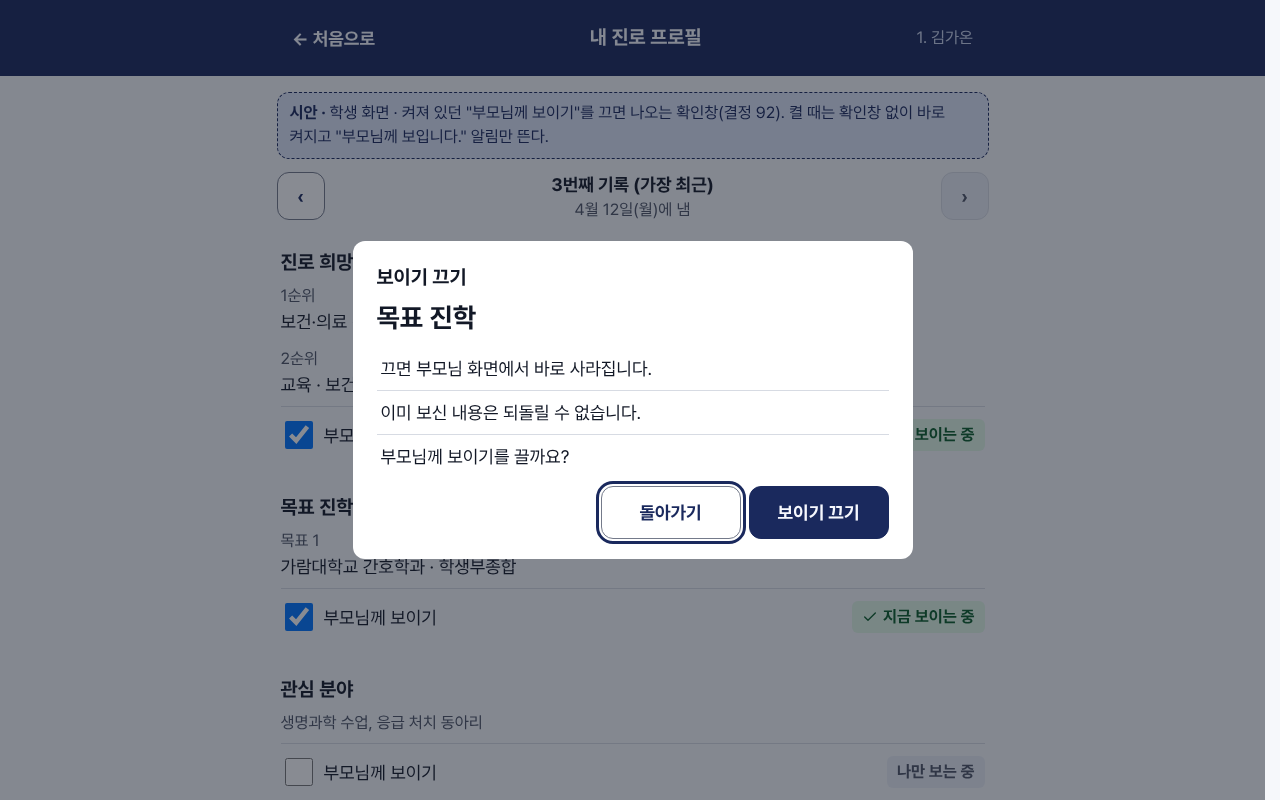 ← 처음으로
내 진로 프로필
1. 김가온
시안 · 학생 화면 · 켜져 있던 "부모님께 보이기"를 끄면 나오는 확인창(결정 92). 켤 때는 확인창 없이 바로
켜지고 "부모님께 보입니다." 알림만 뜬다.
‹
3번째 기록 (가장 최근)
4월 12일(월)에 냄
›
진로 희망
1순위
보건·의료
2순위
교육 · 보건
부모
보이는 중
보이기 끄기
목표 진학
끄면 부모님 화면에서 바로 사라집니다.
이미 보신 내용은 되돌릴 수 없습니다.
부모님께 보이기를 끌까요?
돌아가기
보이기 끄기
목표 진학
목표 1
가람대학교 간호학과 · 학생부종합
부모님께 보이기
✓ 지금 보이는 중
관심 분야
생명과학 수업, 응급 처치 동아리
부모님께 보이기
나만 보는 중